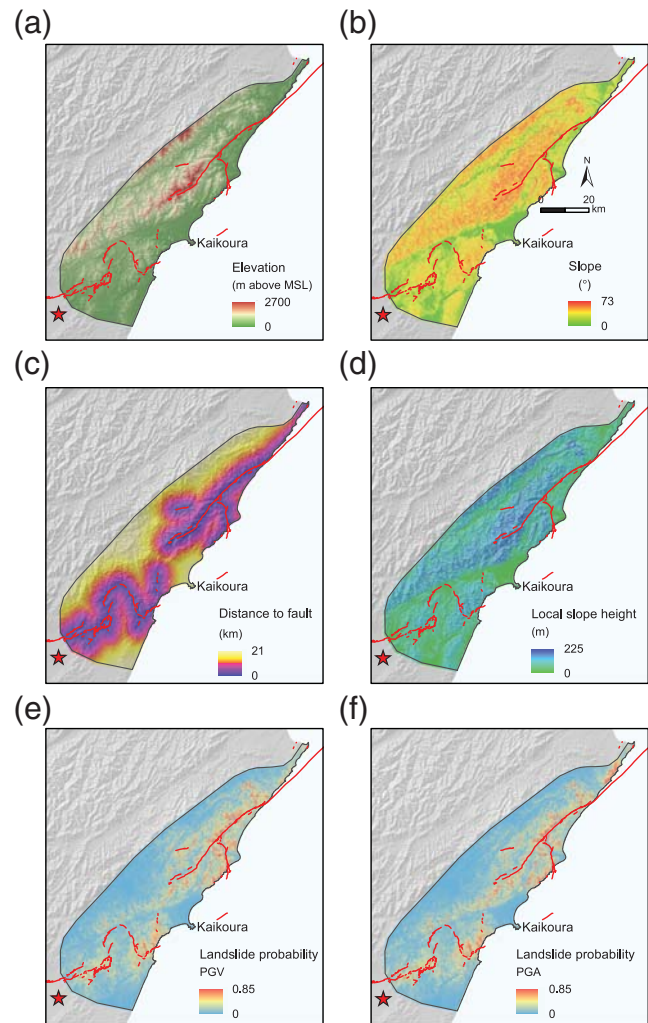 (a)
Kaikoura
Elevation
(m above MSL)
2700
0
(b)
N
0 20
km
Kaikoura
Slope
(°)
73
0
(c)
Kaikoura
Distance to fault
(km)
21
0
(d)
Kaikoura
Local slope height
(m)
225
0
(e)
Kaikoura
Landslide probability
PGV
0.85
0
(f)
Kaikoura
Landslide probability
PGA
0.85
0